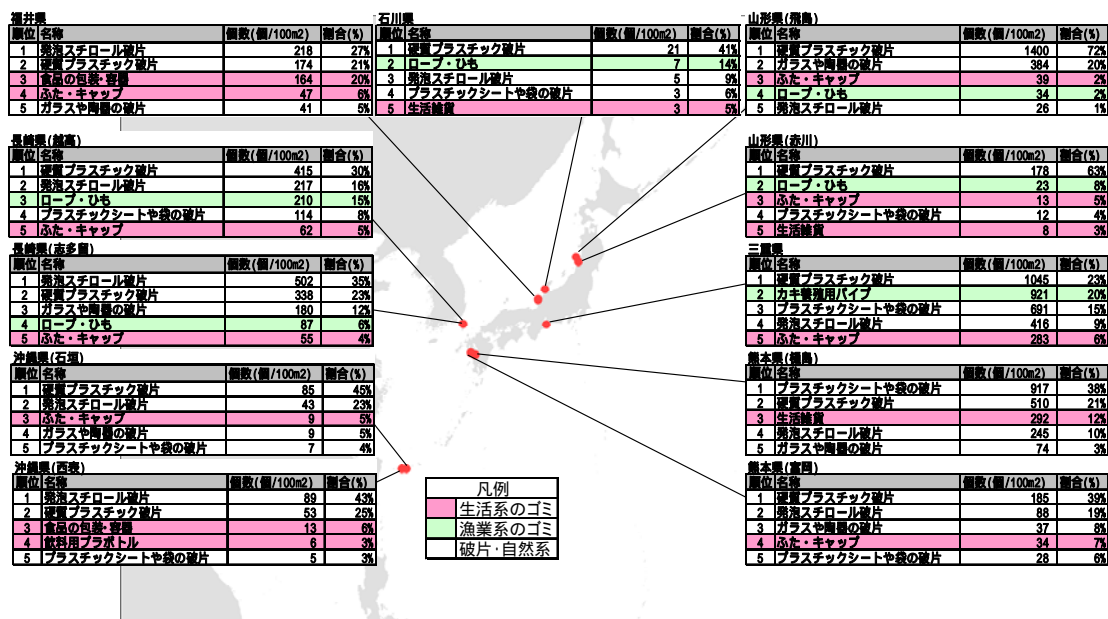 福井県
順位 名称 個数(個/100m2) 割合(%)
1 発泡スチロール破片 218 27%
2 硬質プラスチック破片 174 21%
3 食品の包装・容器 164 20%
4 ふた・キャップ 47 6%
5 ガラスや陶器の破片 41 5%
石川県
順位 名称 個数(個/100m2) 割合(%)
1 硬質プラスチック破片 21 41%
2 ロープ・ひも 7 14%
3 発泡スチロール破片 5 9%
4 プラスチックシートや袋の破片 3 6%
5 生活雑貨 3 5%
山形県(飛島)
順位 名称 個数(個/100m2) 割合(%)
1 硬質プラスチック破片 1400 72%
2 ガラスや陶器の破片 384 20%
3 ふた・キャップ 39 2%
4 ロープ・ひも 34 2%
5 発泡スチロール破片 26 1%
長崎県(越高)
順位 名称 個数(個/100m2) 割合(%)
1 硬質プラスチック破片 415 30%
2 発泡スチロール破片 217 16%
3 ロープ・ひも 210 15%
4 プラスチックシートや袋の破片 114 8%
5 ふた・キャップ 62 5%
山形県(赤川)
順位 名称 個数(個/100m2) 割合(%)
1 硬質プラスチック破片 178 63%
2 ロープ・ひも 23 8%
3 ふた・キャップ 13 5%
4 プラスチックシートや袋の破片 12 4%
5 生活雑貨 8 3%
長崎県(志多留)
順位 名称 個数(個/100m2) 割合(%)
1 発泡スチロール破片 502 35%
2 硬質プラスチック破片 338 23%
3 ガラスや陶器の破片 180 12%
4 ロープ・ひも 87 6%
5 ふた・キャップ 55 4%
三重県
順位 名称 個数(個/100m2) 割合(%)
1 硬質プラスチック破片 1045 23%
2 カキ養殖用パイプ 921 20%
3 プラスチックシートや袋の破片 691 15%
4 発泡スチロール破片 416 9%
5 ふた・キャップ 283 6%
沖縄県(石垣)
順位 名称 個数(個/100m2) 割合(%)
1 硬質プラスチック破片 85 45%
2 発泡スチロール破片 43 23%
3 ふた・キャップ 9 5%
4 ガラスや陶器の破片 9 5%
5 プラスチックシートや袋の破片 7 4%
熊本県(樋島)
順位 名称 個数(個/100m2) 割合(%)
1 プラスチックシートや袋の破片 917 38%
2 硬質プラスチック破片 510 21%
3 生活雑貨 292 12%
4 発泡スチロール破片 245 10%
5 ガラスや陶器の破片 74 3%
沖縄県(西表)
順位 名称 個数(個/100m2) 割合(%)
1 発泡スチロール破片 89 43%
2 硬質プラスチック破片 53 25%
3 食品の包装・容器 13 6%
4 飲料用プラボトル 6 3%
5 プラスチックシートや袋の破片 5 3%
熊本県(富岡)
順位 名称 個数(個/100m2) 割合(%)
1 硬質プラスチック破片 185 39%
2 発泡スチロール破片 88 19%
3 ガラスや陶器の破片 37 8%
4 ふた・キャップ 34 7%
5 プラスチックシートや袋の破片 28 6%
凡例
生活系のゴミ
漁業系のゴミ
破片・自然系